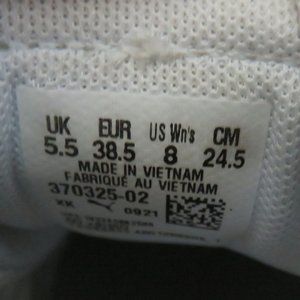 UK EUR US Wn's CM
5.5 38.5 8 24.5
MADE IN VIETNAM
FABRIQUÉ AU VIETNAM
370325-02
XK 0921